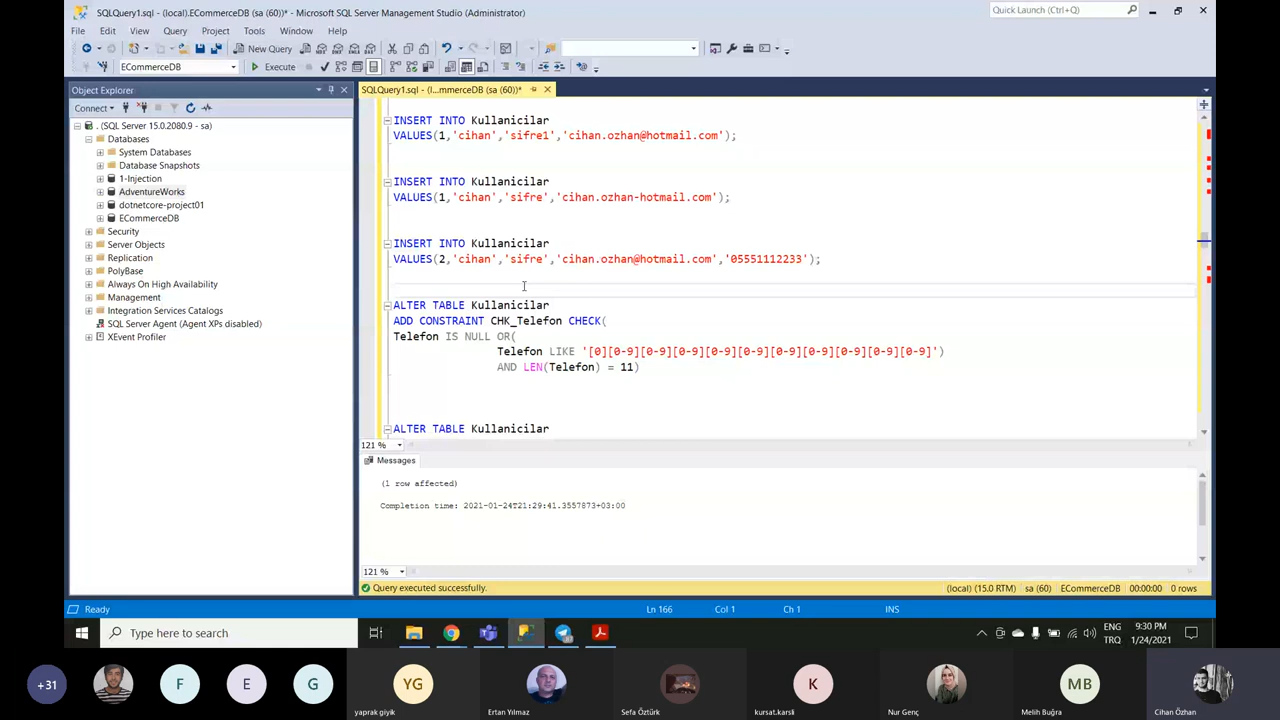 SQLQuery1.sql - (local).ECommerceDB (sa (60))* - Microsoft SQL Server Management Studio (Administrator)
Quick Launch (Ctrl+Q)
File Edit View Query Project Tools Window Help
New Query
ECommerceDB
Execute
Object Explorer
Connect
. (SQL Server 15.0.2080.9 - sa)
Databases
System Databases
Database Snapshots
1-Injection
AdventureWorks
dotnetcore-project01
ECommerceDB
Security
Server Objects
Replication
PolyBase
Always On High Availability
Management
Integration Services Catalogs
SQL Server Agent (Agent XPs disabled)
XEvent Profiler
SQLQuery1.sql - (l...mmerceDB (sa (60))*
INSERT INTO Kullanicilar
VALUES(1,'cihan','sifre1','cihan.ozhan@hotmail.com');
INSERT INTO Kullanicilar
VALUES(1,'cihan','sifre','cihan.ozhan-hotmail.com');
INSERT INTO Kullanicilar
VALUES(2,'cihan','sifre','cihan.ozhan@hotmail.com','05551112233');
ALTER TABLE Kullanicilar
ADD CONSTRAINT CHK_Telefon CHECK(
Telefon IS NULL OR(
Telefon LIKE '[0][0-9][0-9][0-9][0-9][0-9][0-9][0-9][0-9][0-9][0-9]')
AND LEN(Telefon) = 11)
ALTER TABLE Kullanicilar
121 %
Messages
(1 row affected)
Completion time: 2021-01-24T21:29:41.3557873+03:00
121 %
Query executed successfully.
(local) (15.0 RTM) sa (60) ECommerceDB 00:00:00 0 rows
Ready
Ln 166 Col 1 Ch 1 INS
Type here to search
ENG
TRQ
9:30 PM
1/24/2021
+31
F
E
G
YG
K
MB
yaprak giyik
Ertan Yılmaz
Sefa Öztürk
kursat.karsli
Nur Genç
Melih Buğra
Cihan Özhan